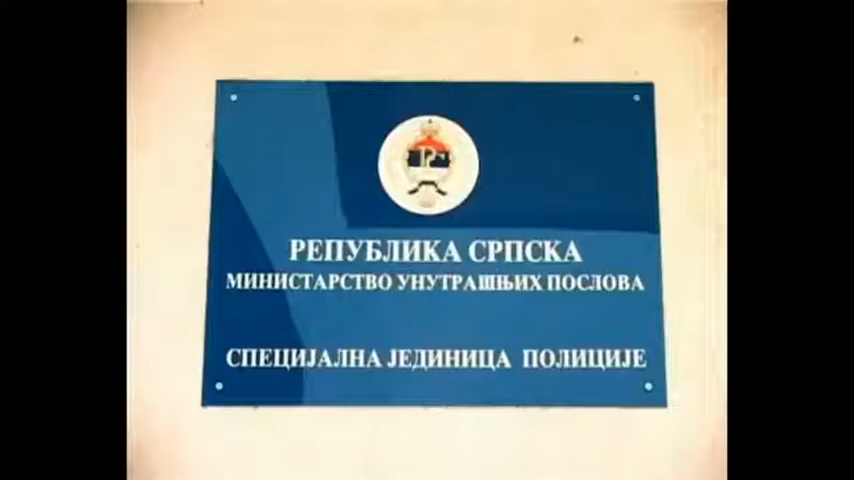 РЕПУБЛИКА СРПСКА
МИНИСТАРСТВО УНУТРАШЊИХ ПОСЛОВА
СПЕЦИЈАЛНА ЈЕДИНИЦА ПОЛИЦИЈЕ